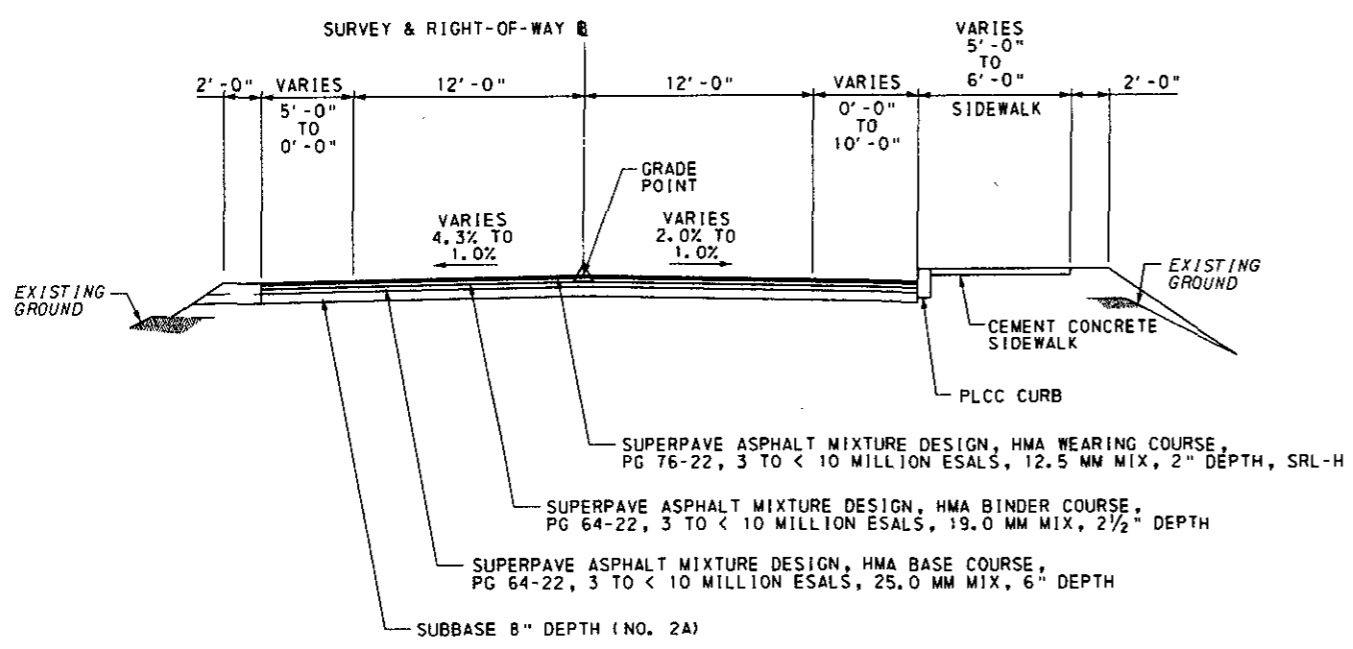 SURVEY & RIGHT-OF-WAY ℄
VARIES
5'-0"
TO
6'-0"
SIDEWALK
2'-0"
VARIES
5'-0"
TO
0'-0"
12'-0"
12'-0"
VARIES
0'-0"
TO
10'-0"
2'-0"
GRADE
POINT
VARIES
4.3% TO
1.0%
VARIES
2.0% TO
1.0%
EXISTING
GROUND
EXISTING
GROUND
CEMENT CONCRETE
SIDEWALK
PLCC CURB
SUPERPAVE ASPHALT MIXTURE DESIGN, HMA WEARING COURSE,
PG 76-22, 3 TO < 10 MILLION ESALS, 12.5 MM MIX, 2" DEPTH, SRL-H
SUPERPAVE ASPHALT MIXTURE DESIGN, HMA BINDER COURSE,
PG 64-22, 3 TO < 10 MILLION ESALS, 19.0 MM MIX, 2½" DEPTH
SUPERPAVE ASPHALT MIXTURE DESIGN, HMA BASE COURSE,
PG 64-22, 3 TO < 10 MILLION ESALS, 25.0 MM MIX, 6" DEPTH
SUBBASE 8" DEPTH (NO. 2A)